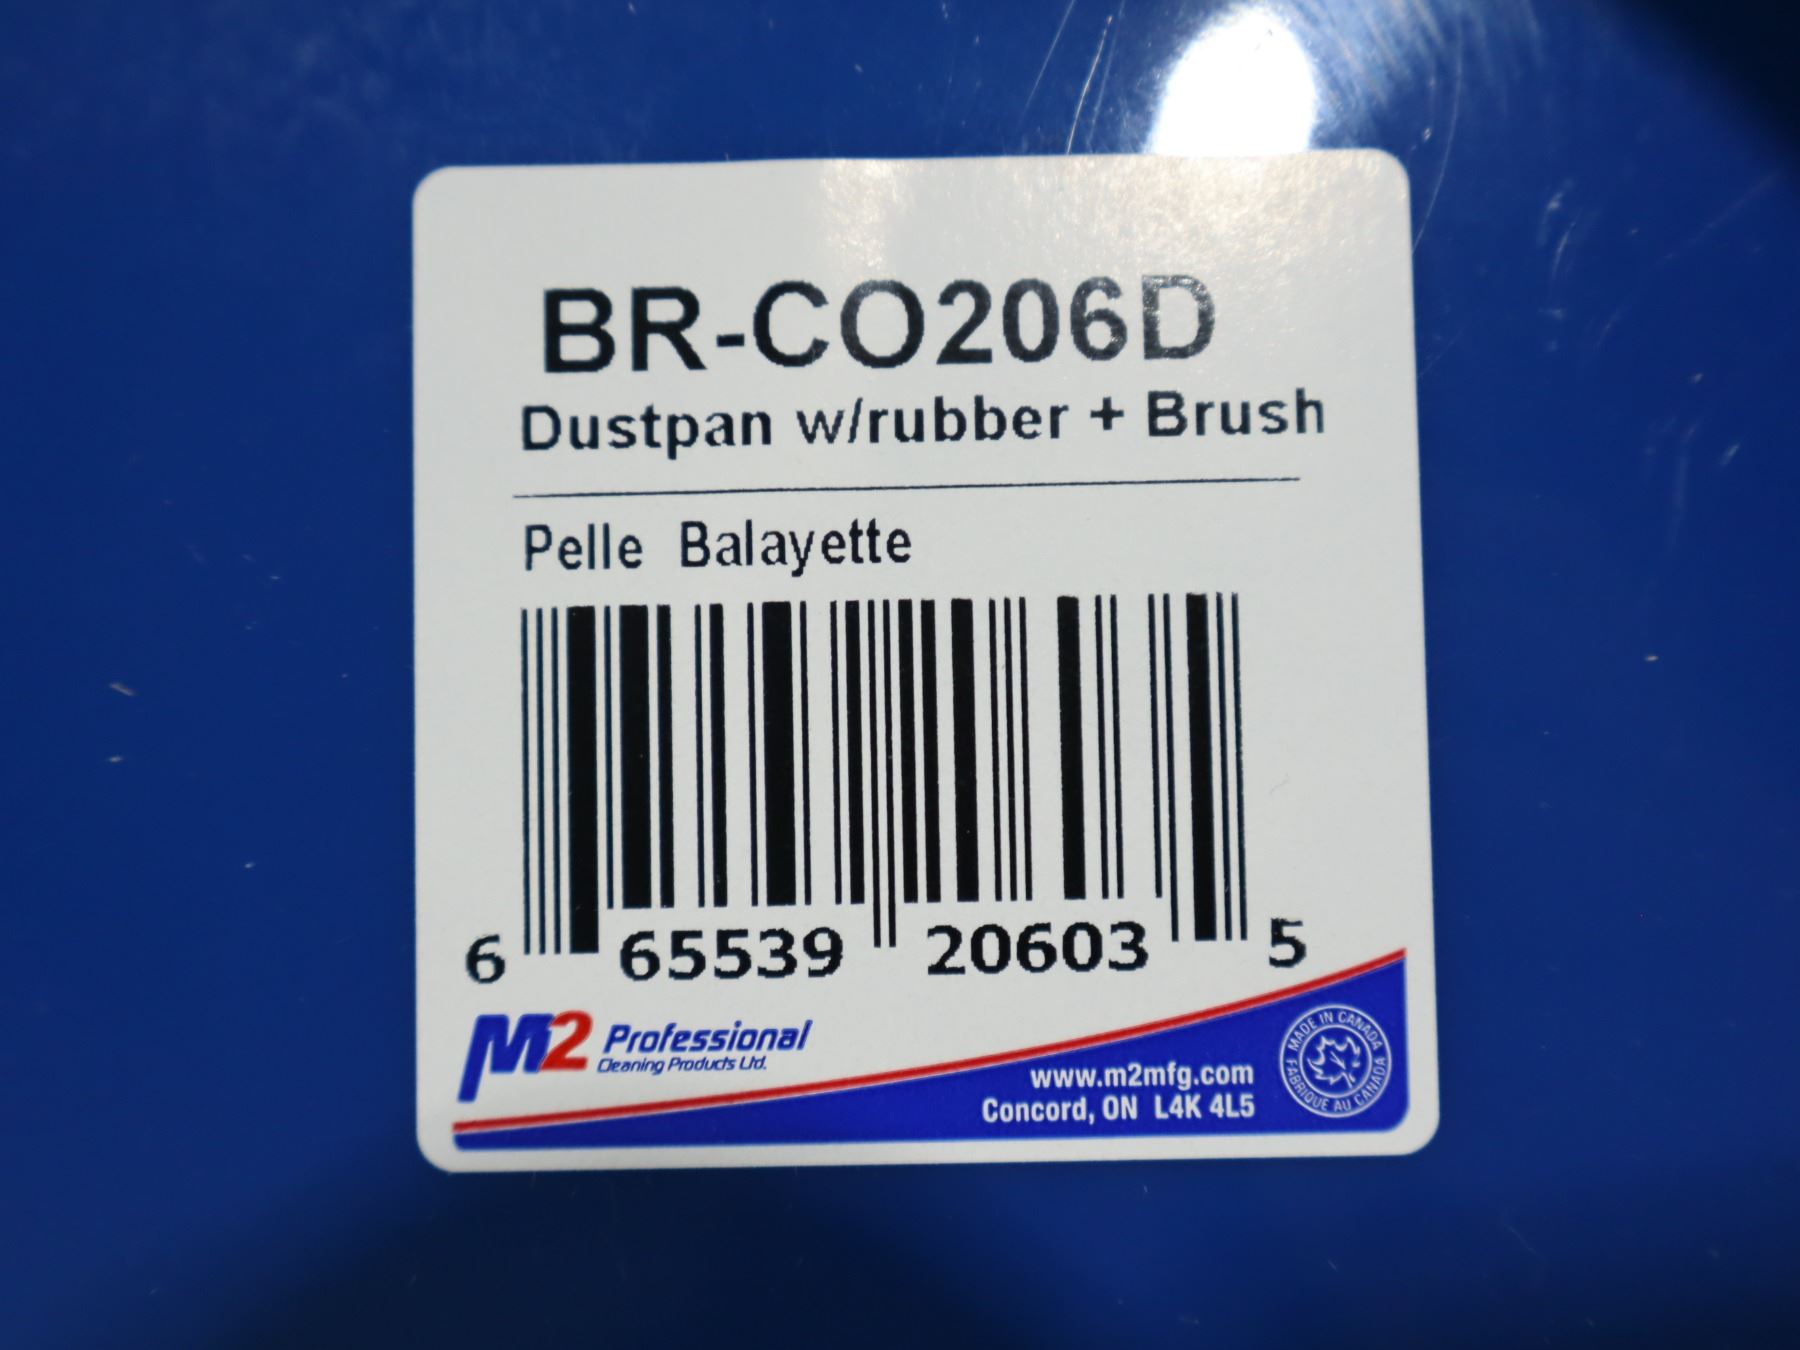 BR-CO206D
Dustpan w/rubber + Brush
Pelle Balayette
6 65539 20603 5
M2 Professional
Cleaning Products Ltd.
www.m2mfg.com
Concord, ON L4K 4L5
MADE IN CANADA
FABRIQUE AU CANADA